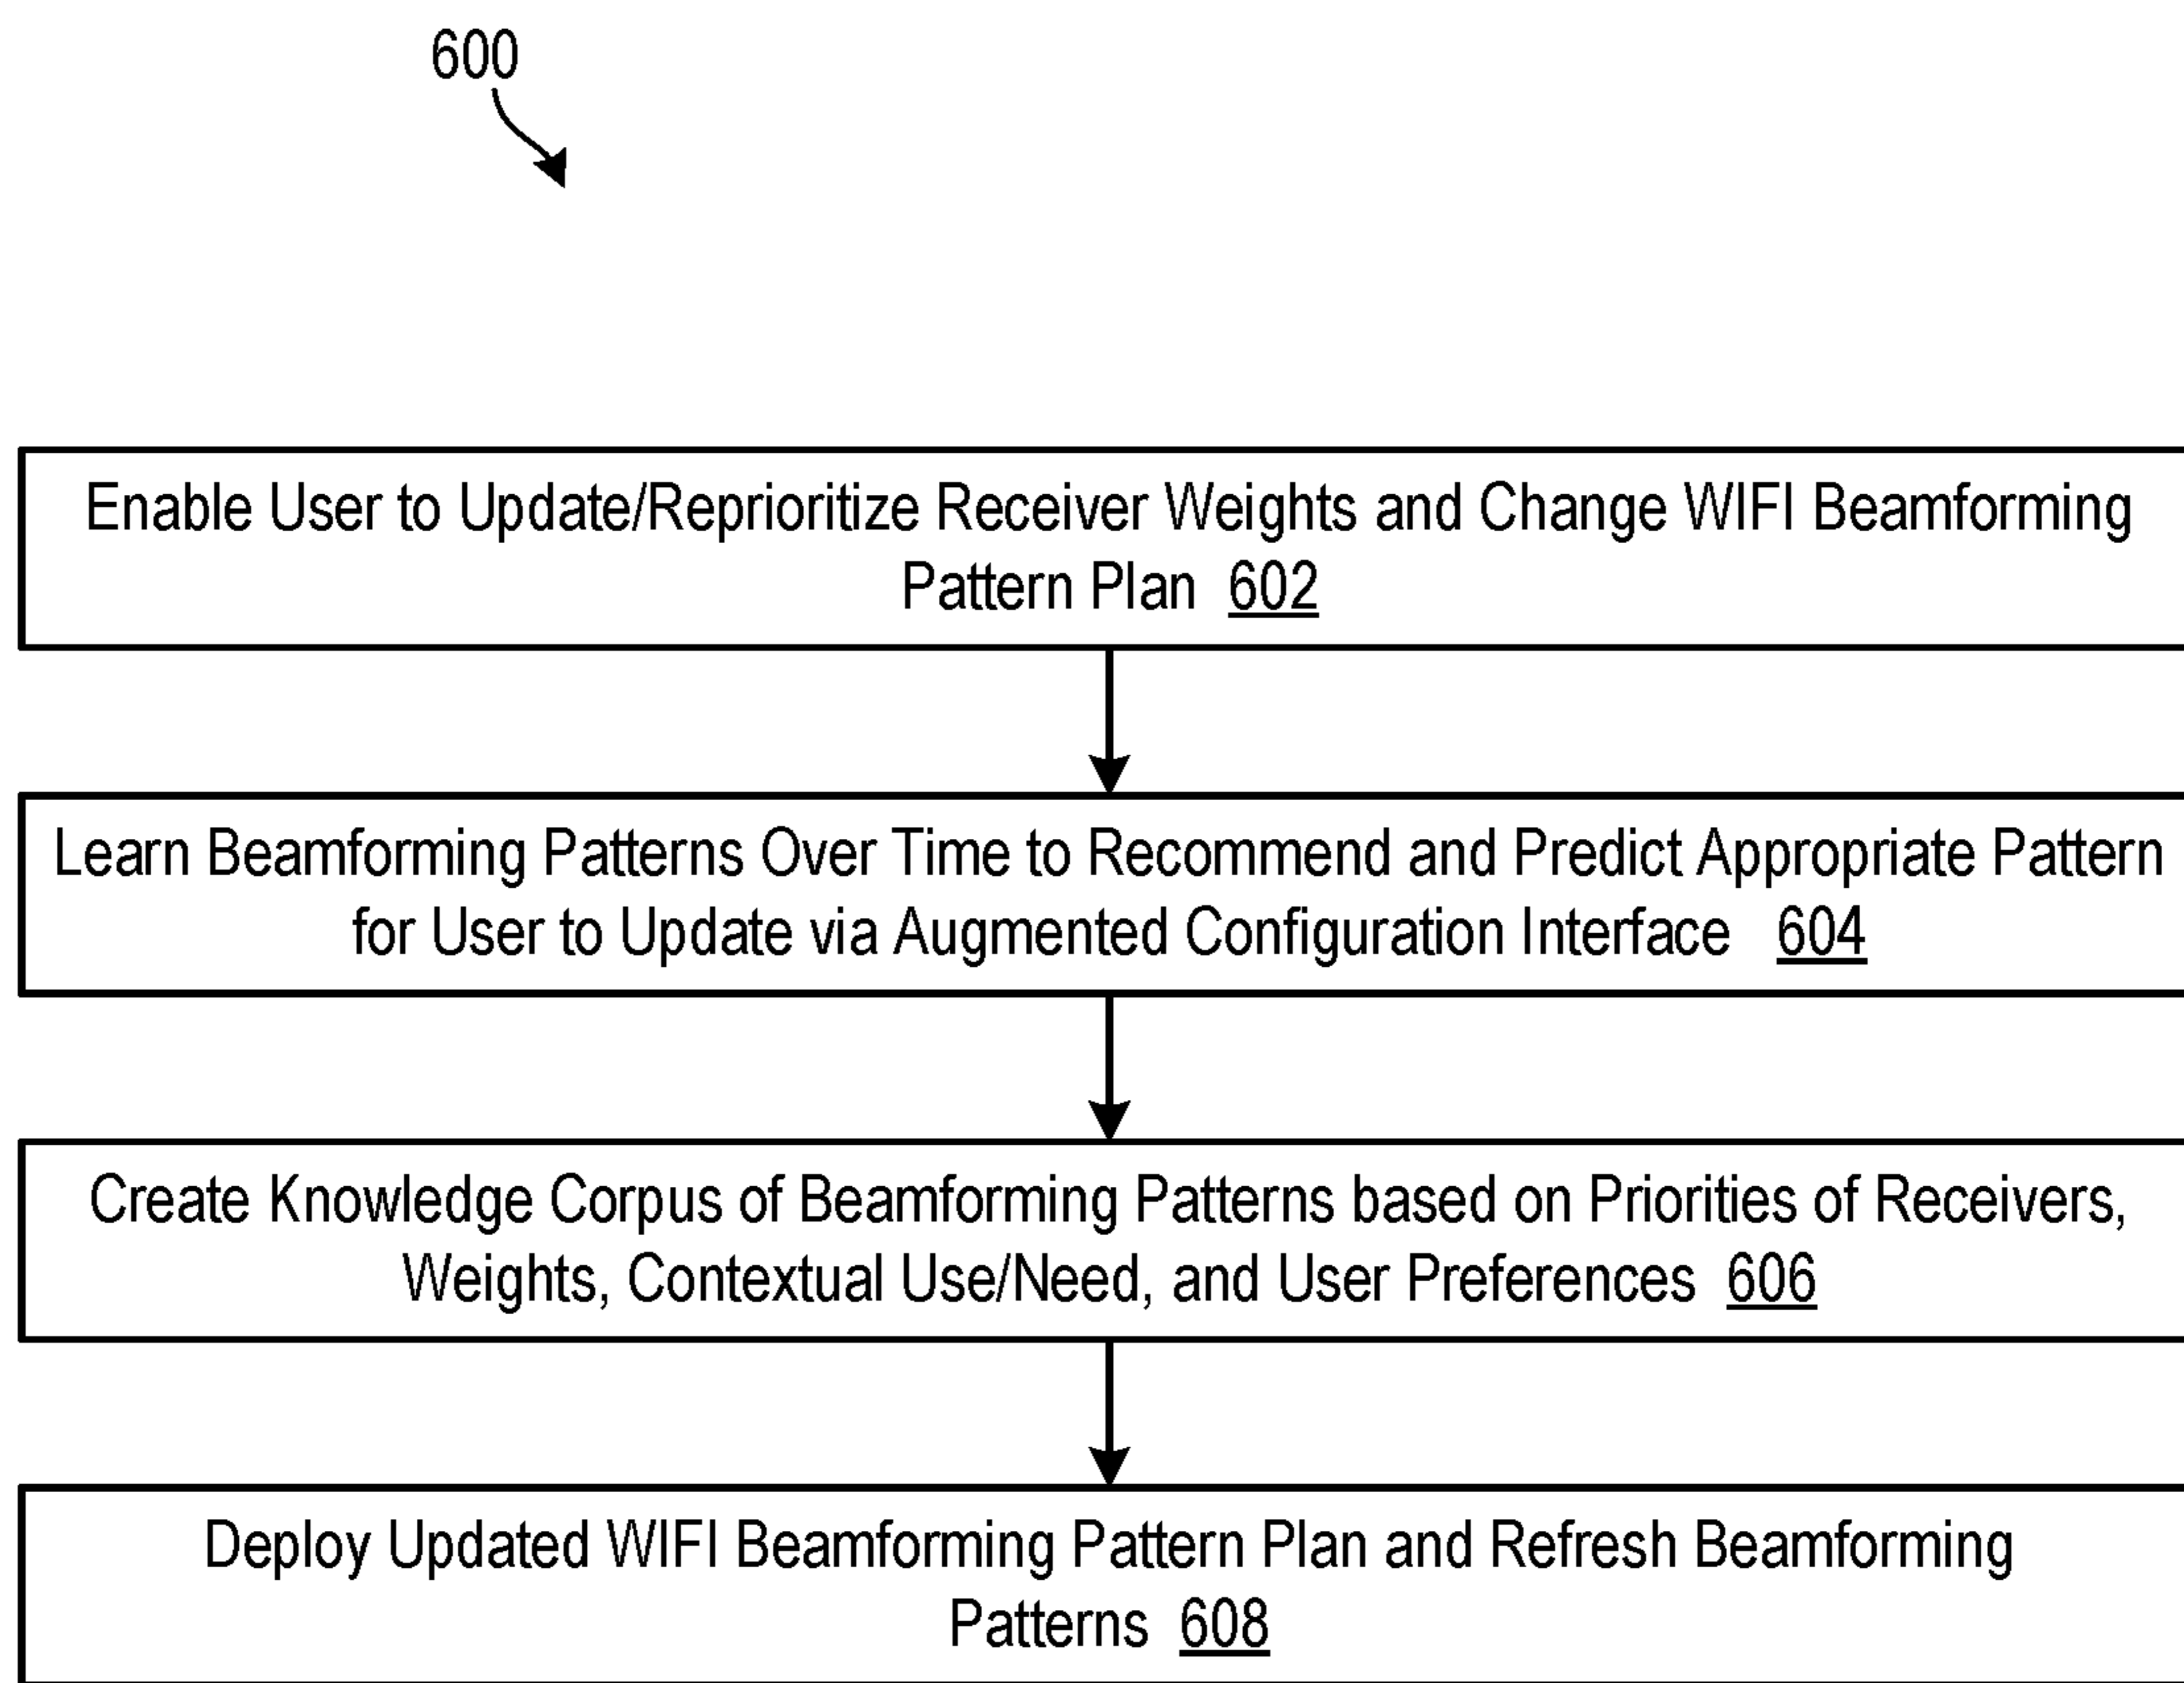 600
Enable User to Update/Reprioritize Receiver Weights and Change WIFI Beamforming
Pattern Plan 602
Learn Beamforming Patterns Over Time to Recommend and Predict Appropriate Pattern
for User to Update via Augmented Configuration Interface 604
Create Knowledge Corpus of Beamforming Patterns based on Priorities of Receivers,
Weights, Contextual Use/Need, and User Preferences 606
Deploy Updated WIFI Beamforming Pattern Plan and Refresh Beamforming
Patterns 608